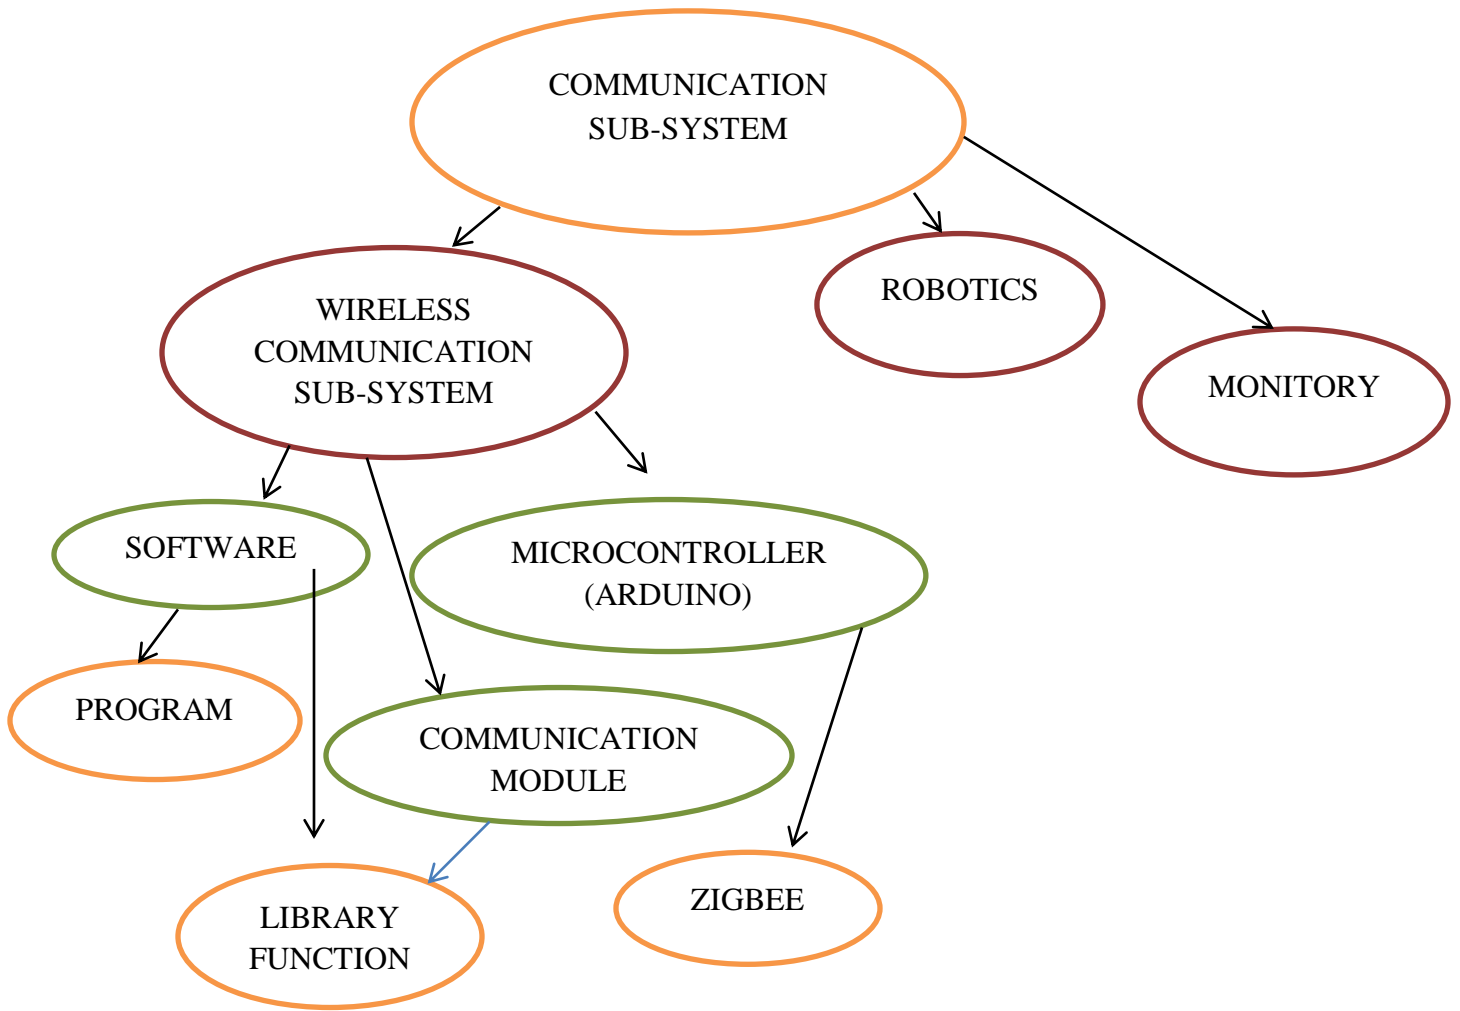 COMMUNICATION
SUB-SYSTEM
WIRELESS
COMMUNICATION
SUB-SYSTEM
ROBOTICS
MONITORY
SOFTWARE
MICROCONTROLLER
(ARDUINO)
PROGRAM
COMMUNICATION
MODULE
LIBRARY
FUNCTION
ZIGBEE